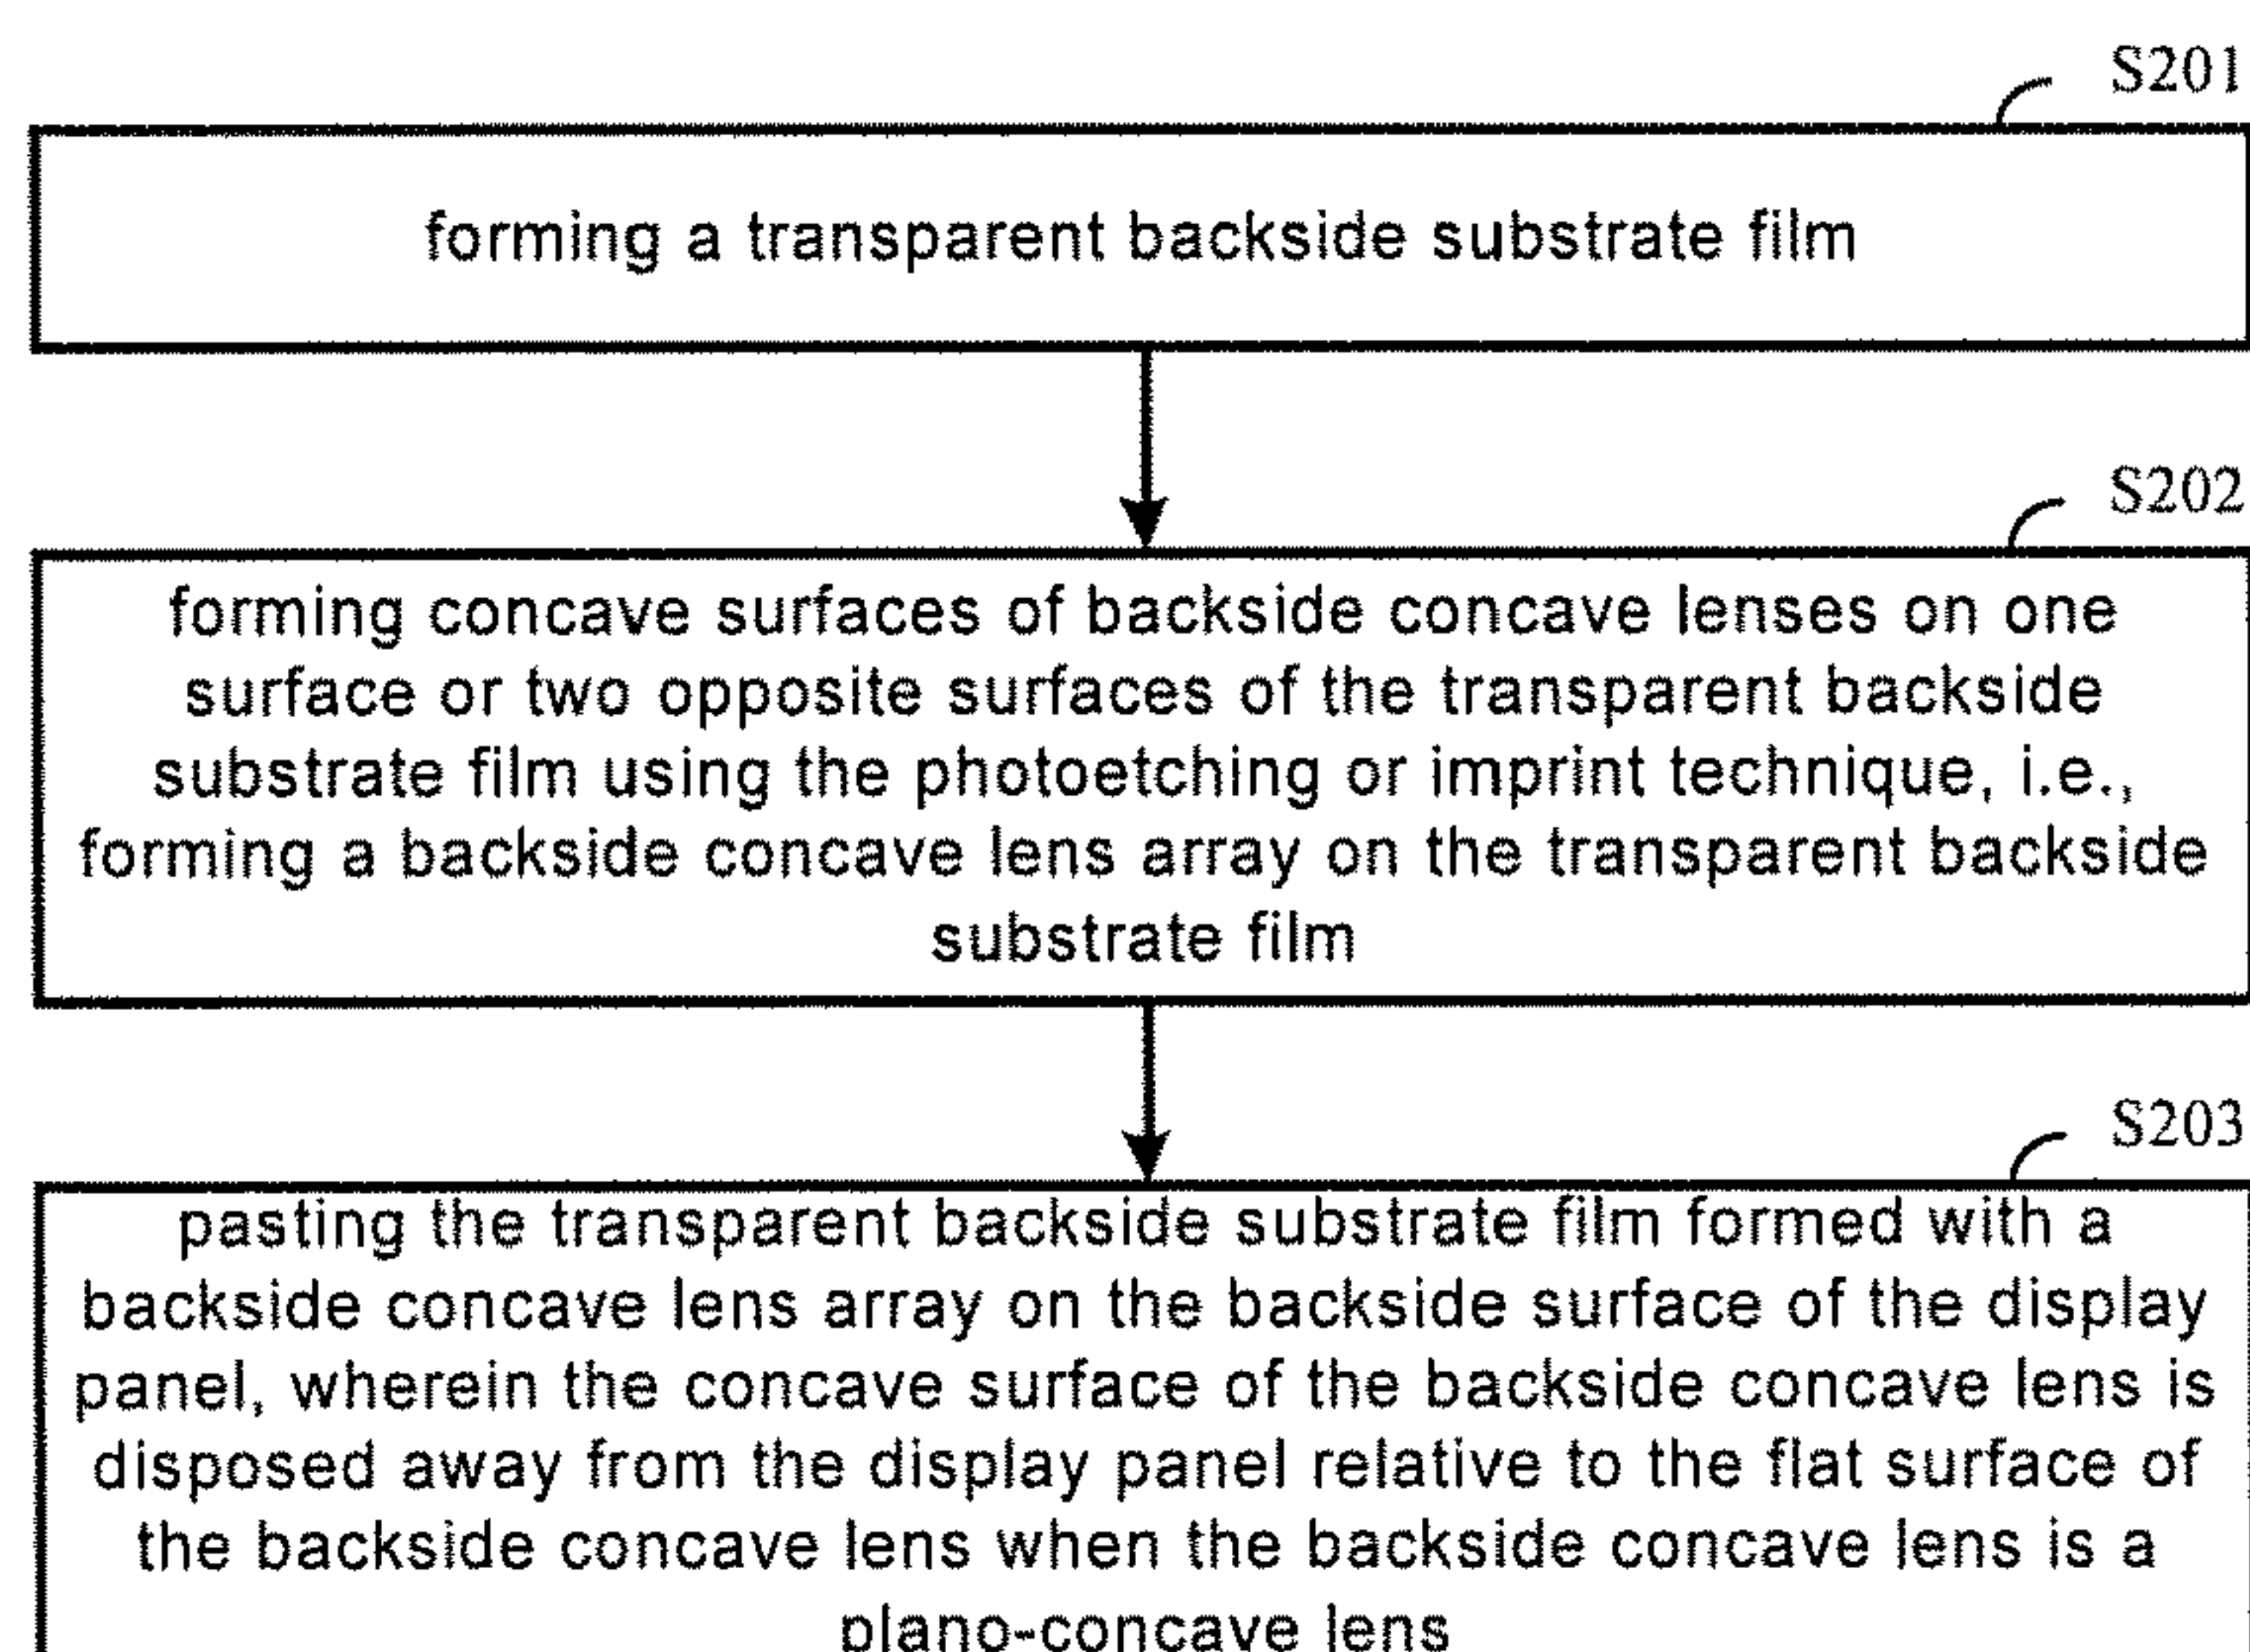 S201
forming a transparent backside substrate film
S202
forming concave surfaces of backside concave lenses on one
surface or two opposite surfaces of the transparent backside
substrate film using the photoetching or imprint technique, i.e.,
forming a backside concave lens array on the transparent backside
substrate film
S203
pasting the transparent backside substrate film formed with a
backside concave lens array on the backside surface of the display
panel, wherein the concave surface of the backside concave lens is
disposed away from the display panel relative to the flat surface of
the backside concave lens when the backside concave lens is a
plano-concave lens